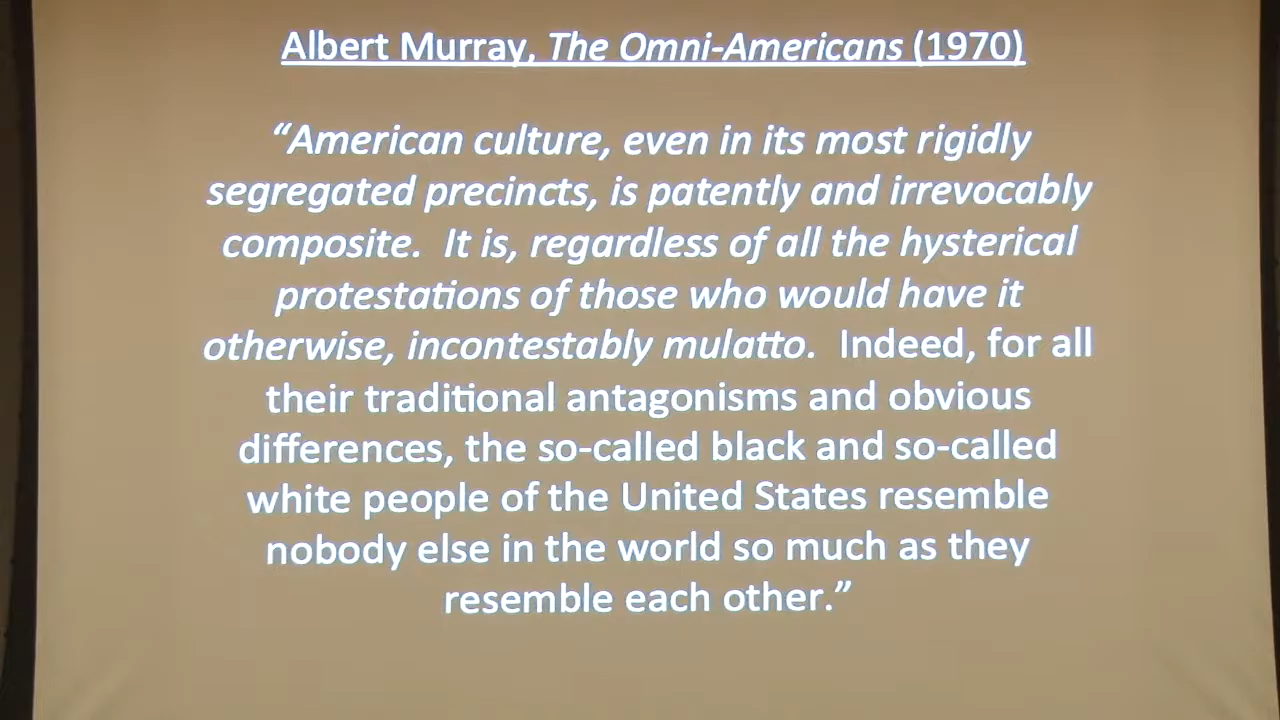 Albert Murray, The Omni-Americans (1970)
“American culture, even in its most rigidly
segregated precincts, is patently and irrevocably
composite.  It is, regardless of all the hysterical
protestations of those who would have it
otherwise, incontestably mulatto.  Indeed, for all
their traditional antagonisms and obvious
differences, the so-called black and so-called
white people of the United States resemble
nobody else in the world so much as they
resemble each other.”